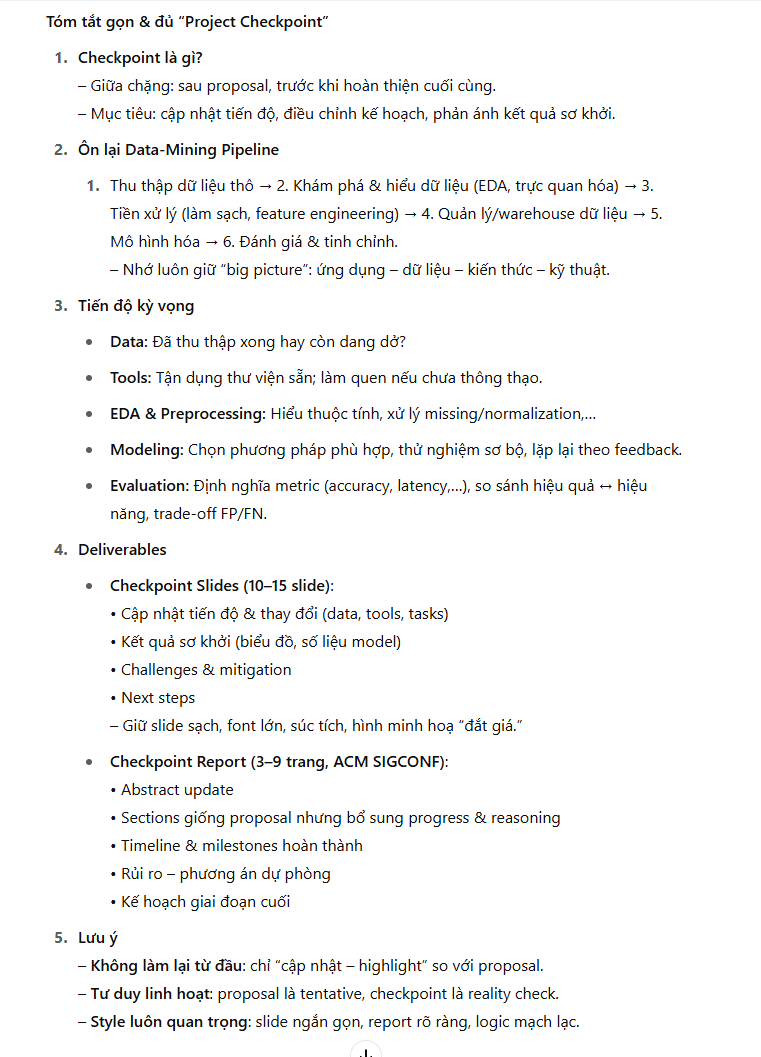 Tóm tắt gọn & đủ “Project Checkpoint”
1. Checkpoint là gì?
– Giữa chặng: sau proposal, trước khi hoàn thiện cuối cùng.
– Mục tiêu: cập nhật tiến độ, điều chỉnh kế hoạch, phản ánh kết quả sơ khởi.
2. Ôn lại Data-Mining Pipeline
1. Thu thập dữ liệu thô → 2. Khám phá & hiểu dữ liệu (EDA, trực quan hóa) → 3.
Tiền xử lý (làm sạch, feature engineering) → 4. Quản lý/warehouse dữ liệu → 5.
Mô hình hóa → 6. Đánh giá & tinh chỉnh.
– Nhớ luôn giữ “big picture”: ứng dụng – dữ liệu – kiến thức – kỹ thuật.
3. Tiến độ kỳ vọng
• Data: Đã thu thập xong hay còn dang dở?
• Tools: Tận dụng thư viện sẵn; làm quen nếu chưa thông thạo.
• EDA & Preprocessing: Hiểu thuộc tính, xử lý missing/normalization,…
• Modeling: Chọn phương pháp phù hợp, thử nghiệm sơ bộ, lặp lại theo feedback.
• Evaluation: Định nghĩa metric (accuracy, latency,…), so sánh hiệu quả ↔ hiệu
năng, trade-off FP/FN.
4. Deliverables
• Checkpoint Slides (10–15 slide):
• Cập nhật tiến độ & thay đổi (data, tools, tasks)
• Kết quả sơ khởi (biểu đồ, số liệu model)
• Challenges & mitigation
• Next steps
– Giữ slide sạch, font lớn, súc tích, hình minh hoạ “đắt giá.”
• Checkpoint Report (3–9 trang, ACM SIGCONF):
• Abstract update
• Sections giống proposal nhưng bổ sung progress & reasoning
• Timeline & milestones hoàn thành
• Rủi ro – phương án dự phòng
• Kế hoạch giai đoạn cuối
5. Lưu ý
– Không làm lại từ đầu: chỉ “cập nhật – highlight” so với proposal.
– Tư duy linh hoạt: proposal là tentative, checkpoint là reality check.
– Style luôn quan trọng: slide ngắn gọn, report rõ ràng, logic mạch lạc.